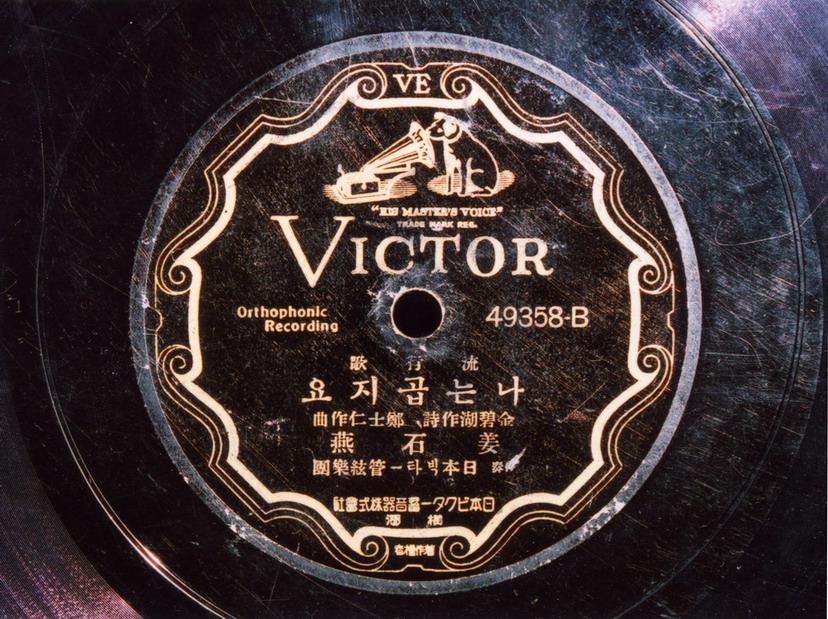 VE
"HIS MASTER'S VOICE"
TRADE MARK REG.
VICTOR
Orthophonic
Recording
49358-B
流行歌
나는곱지요
金碧湖作詩、鄭士仁作曲
姜石燕
日本빅타ー管絃樂團
日本ビクター蓄音器株式會社
橫濱